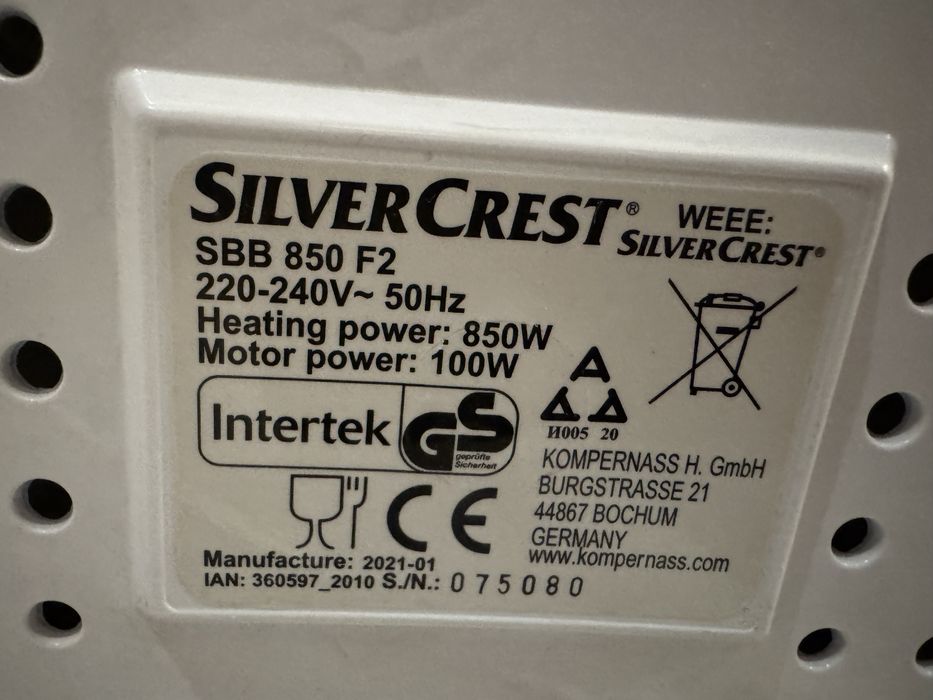 SILVERCREST®
WEEE:
SILVERCREST®
SBB 850 F2
220-240V~ 50Hz
Heating power: 850W
Motor power: 100W
Intertek
GS
geprüfte
Sicherheit
И005 20
KOMPERNASS H. GmbH
BURGSTRASSE 21
44867 BOCHUM
GERMANY
www.kompernass.com
CE
Manufacture: 2021-01
IAN: 360597_2010 S./N.: 075080